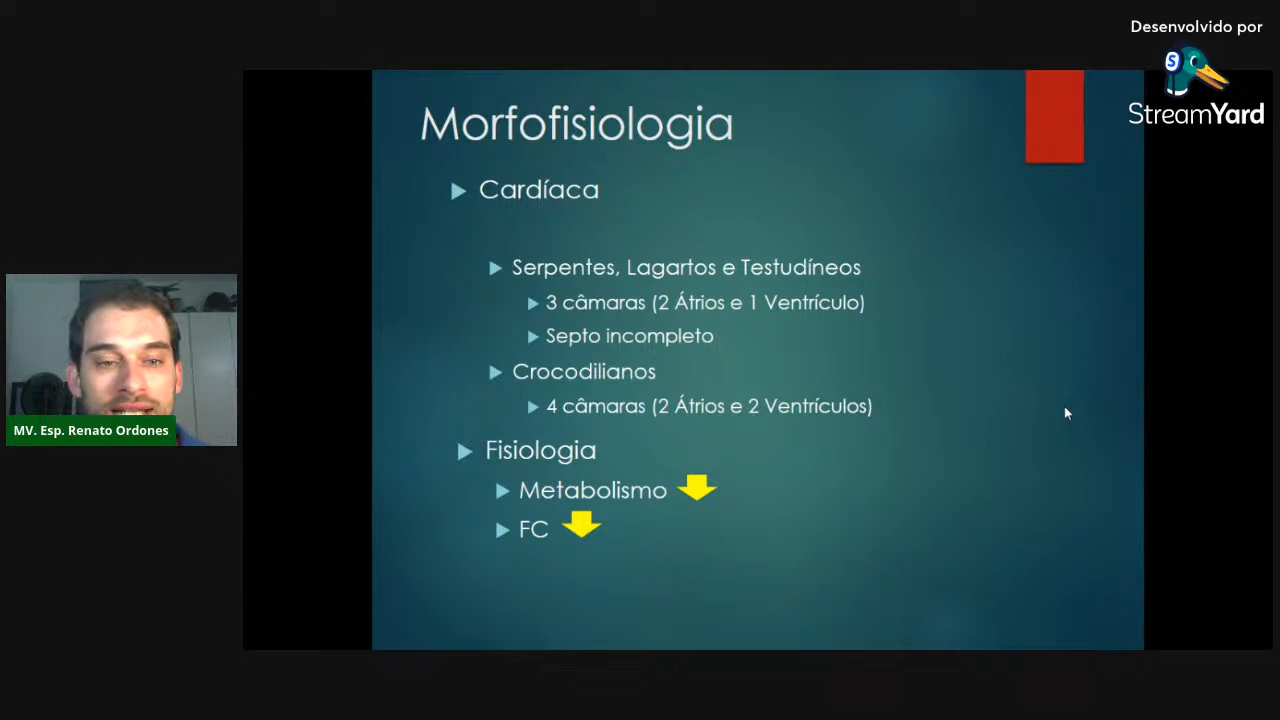 Desenvolvido por
StreamYard
Morfofisiologia
Cardíaca
Serpentes, Lagartos e Testudíneos
3 câmaras (2 Átrios e 1 Ventrículo)
Septo incompleto
Crocodilianos
4 câmaras (2 Átrios e 2 Ventrículos)
Fisiologia
Metabolismo
FC
MV. Esp. Renato Ordones